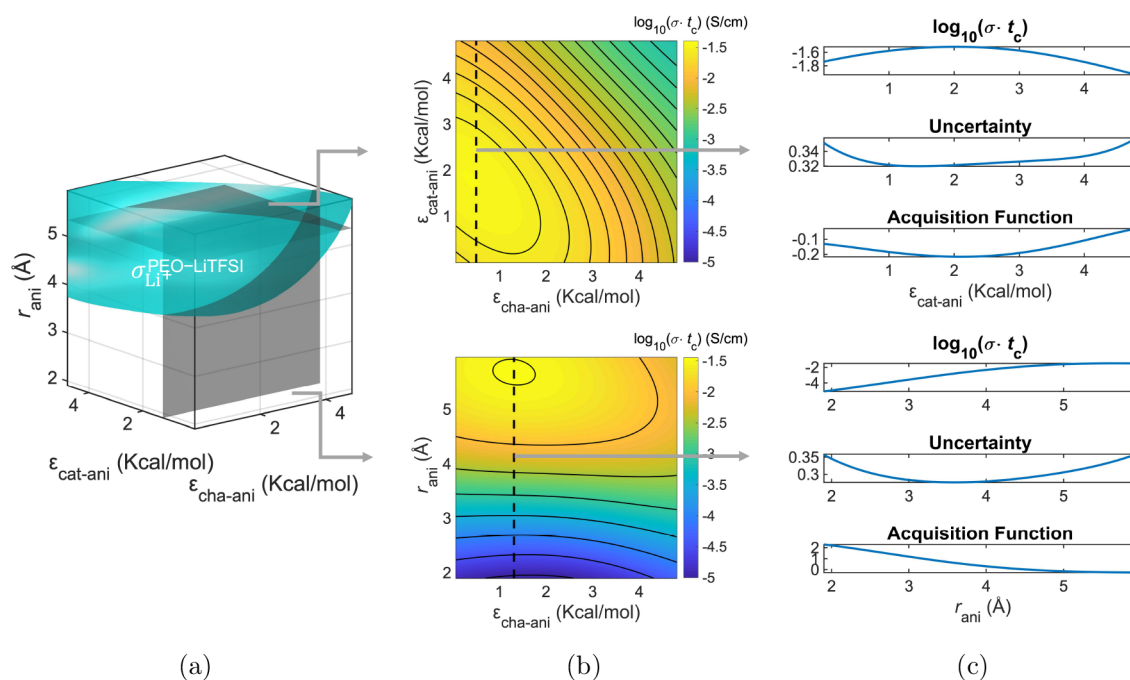 5
4
3
2
r_ani (Å)
σ_Li+^PEO−LiTFSI
4
2
2
4
ε_cat-ani (Kcal/mol)
ε_cha-ani (Kcal/mol)
(a)
log10(σ· t_c) (S/cm)
4
3
2
1
ε_cat-ani (Kcal/mol)
1 2 3 4
ε_cha-ani (Kcal/mol)
-1.5
-2
-2.5
-3
-3.5
-4
-4.5
-5
log10(σ· t_c) (S/cm)
5
4
3
2
r_ani (Å)
1 2 3 4
ε_cha-ani (Kcal/mol)
-1.5
-2
-2.5
-3
-3.5
-4
-4.5
-5
(b)
log10(σ· t_c)
-1.6
-1.8
1 2 3 4
Uncertainty
0.34
0.32
1 2 3 4
Acquisition Function
-0.1
-0.2
1 2 3 4
ε_cat-ani (Kcal/mol)
log10(σ· t_c)
-2
-4
2 3 4 5
Uncertainty
0.35
0.3
2 3 4 5
Acquisition Function
2
1
0
2 3 4 5
r_ani (Å)
(c)